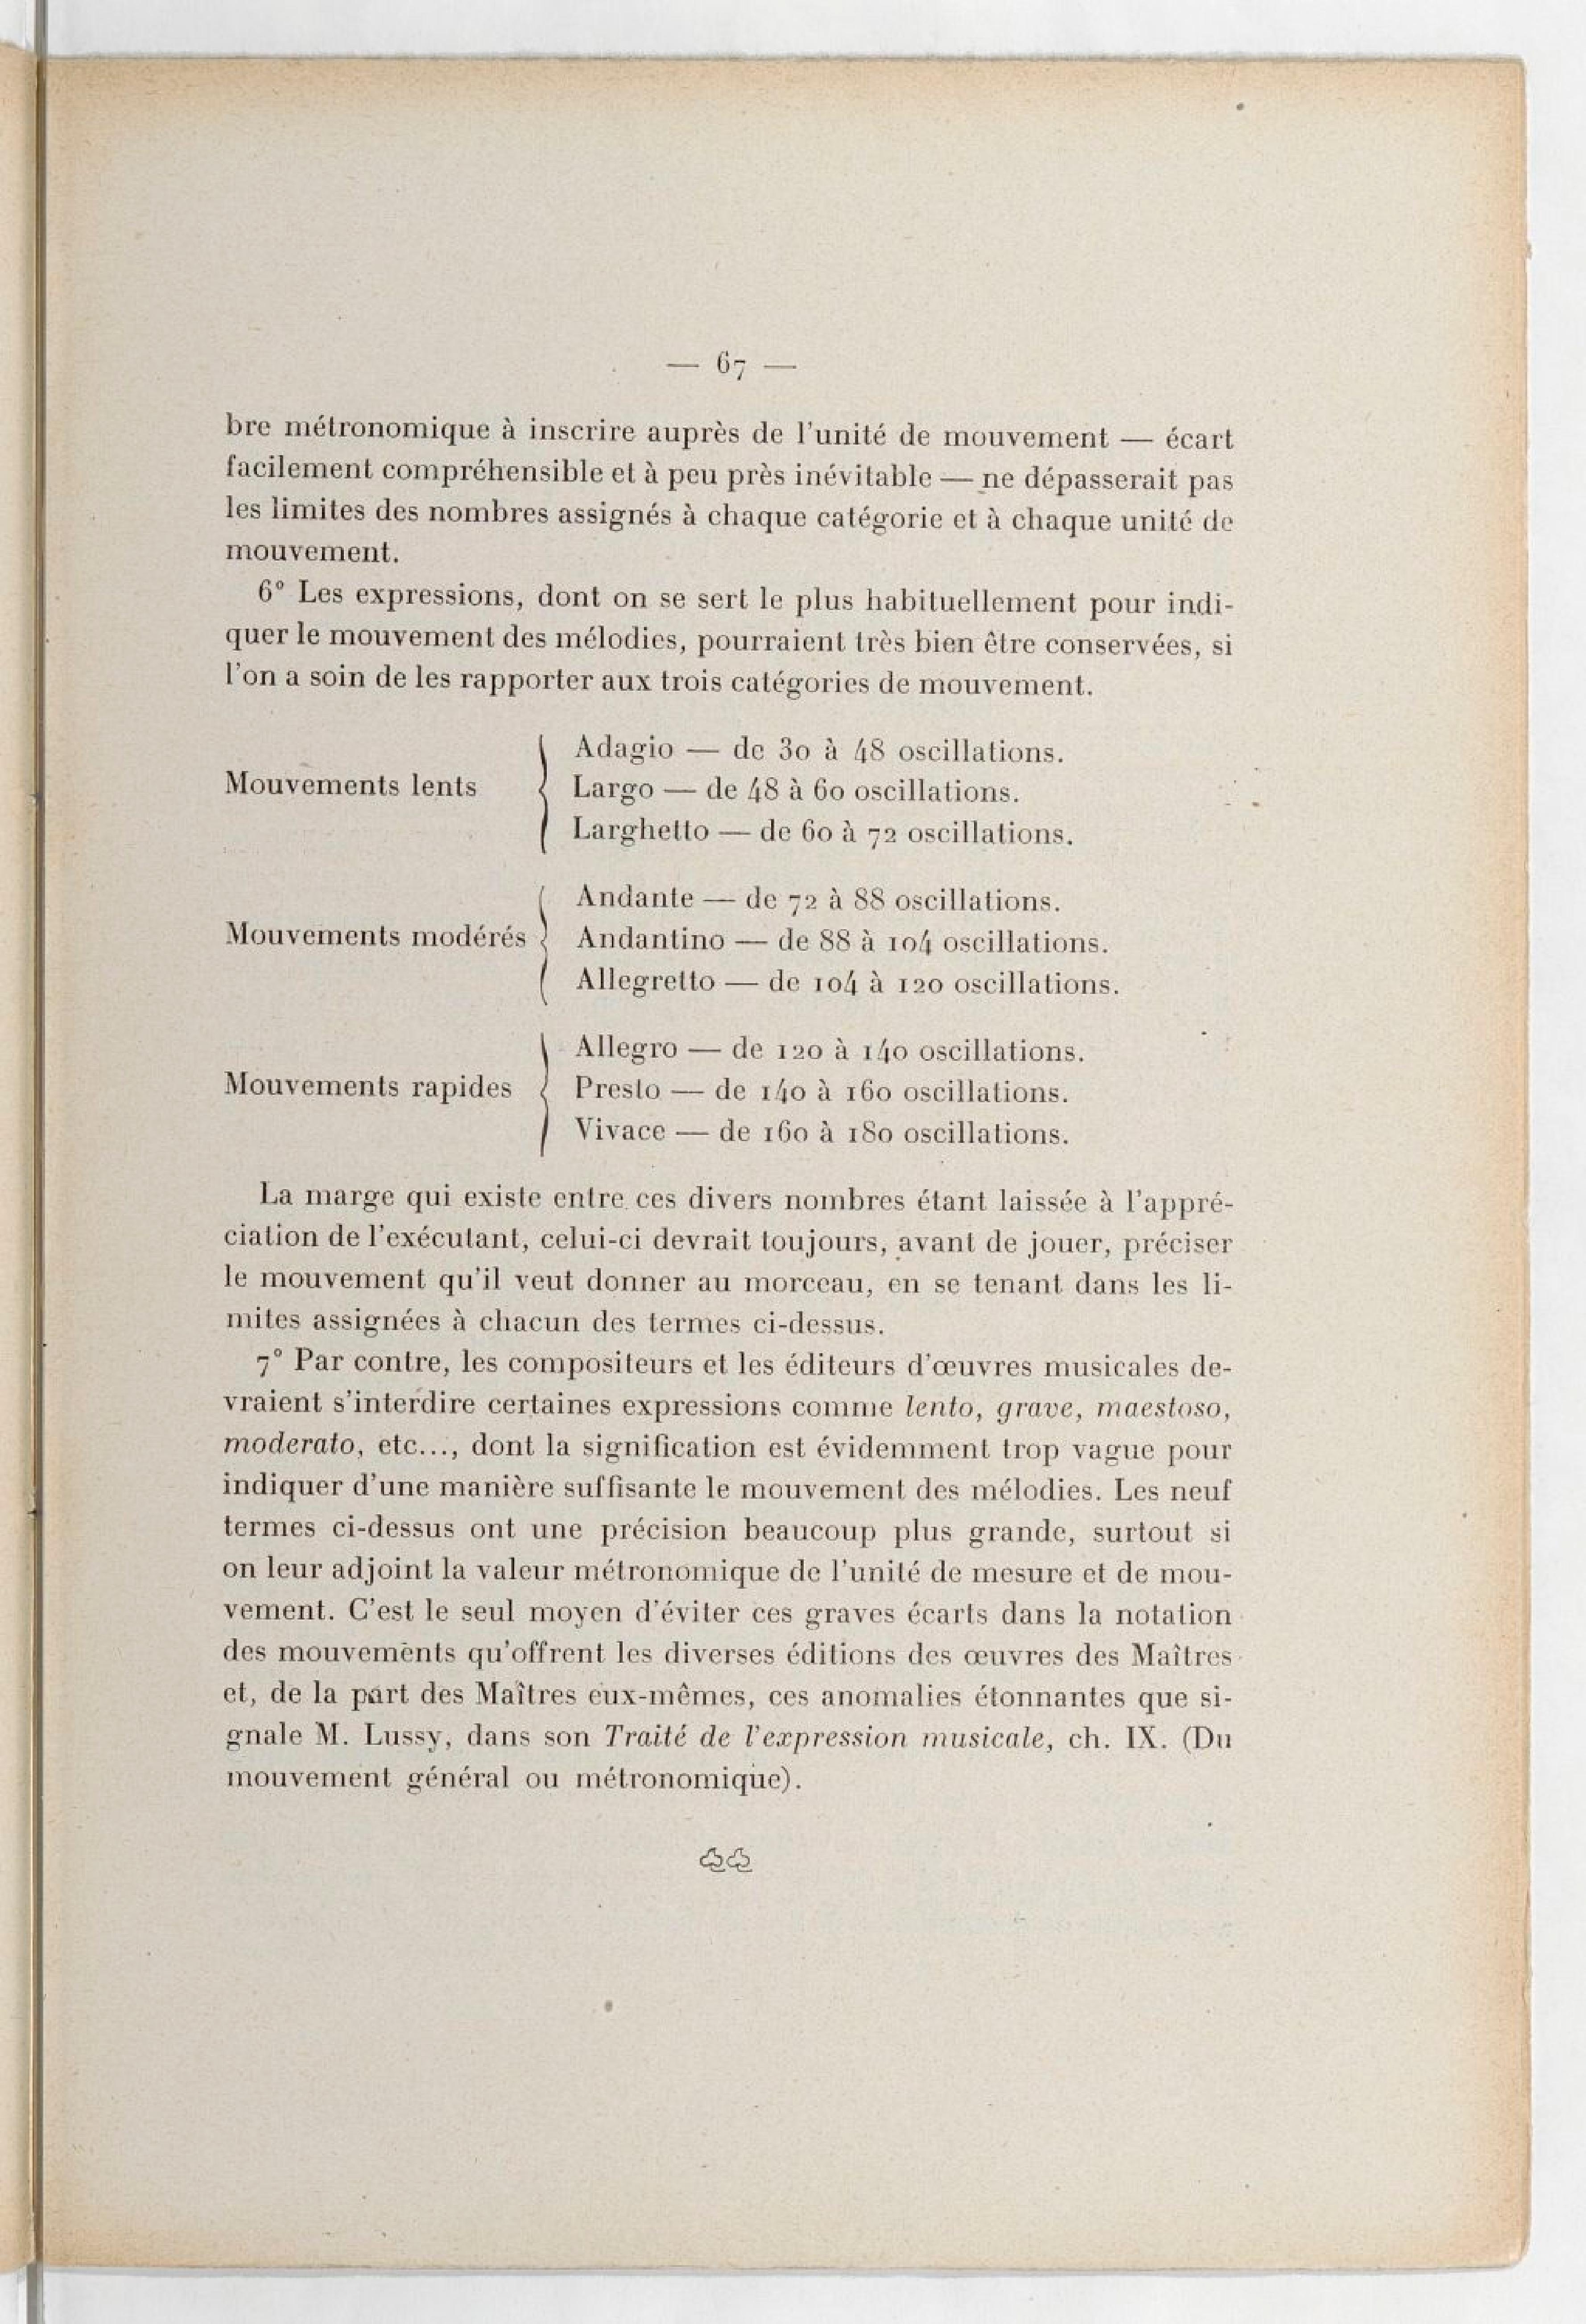 — 67 —
bre métronomique à inscrire auprès de l'unité de mouvement — écart
facilement compréhensible et à peu près inévitable — ne dépasserait pas
les limites des nombres assignés à chaque catégorie et à chaque unité de
mouvement.
6° Les expressions, dont on se sert le plus habituellement pour indi-
quer le mouvement des mélodies, pourraient très bien être conservées, si
l'on a soin de les rapporter aux trois catégories de mouvement.
Mouvements lents
Adagio — de 30 à 48 oscillations.
Largo — de 48 à 60 oscillations.
Larghetto — de 60 à 72 oscillations.
Mouvements modérés
Andante — de 72 à 88 oscillations.
Andantino — de 88 à 104 oscillations.
Allegretto — de 104 à 120 oscillations.
Mouvements rapides
Allegro — de 120 à 140 oscillations.
Presto — de 140 à 160 oscillations.
Vivace — de 160 à 180 oscillations.
La marge qui existe entre ces divers nombres étant laissée à l'appré-
ciation de l'exécutant, celui-ci devrait toujours, avant de jouer, préciser
le mouvement qu'il veut donner au morceau, en se tenant dans les li-
mites assignées à chacun des termes ci-dessus.
7° Par contre, les compositeurs et les éditeurs d'œuvres musicales de-
vraient s'interdire certaines expressions comme lento, grave, maestoso,
moderato, etc..., dont la signification est évidemment trop vague pour
indiquer d'une manière suffisante le mouvement des mélodies. Les neuf
termes ci-dessus ont une précision beaucoup plus grande, surtout si
on leur adjoint la valeur métronomique de l'unité de mesure et de mou-
vement. C'est le seul moyen d'éviter ces graves écarts dans la notation
des mouvements qu'offrent les diverses éditions des œuvres des Maîtres
et, de la part des Maîtres eux-mêmes, ces anomalies étonnantes que si-
gnale M. Lussy, dans son Traité de l'expression musicale, ch. IX. (Du
mouvement général ou métronomique).